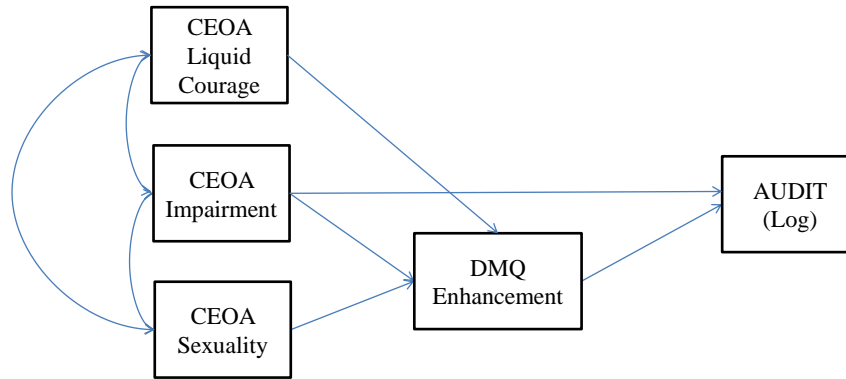 CEOA
Liquid
Courage
CEOA
Impairment
CEOA
Sexuality
DMQ
Enhancement
AUDIT
(Log)